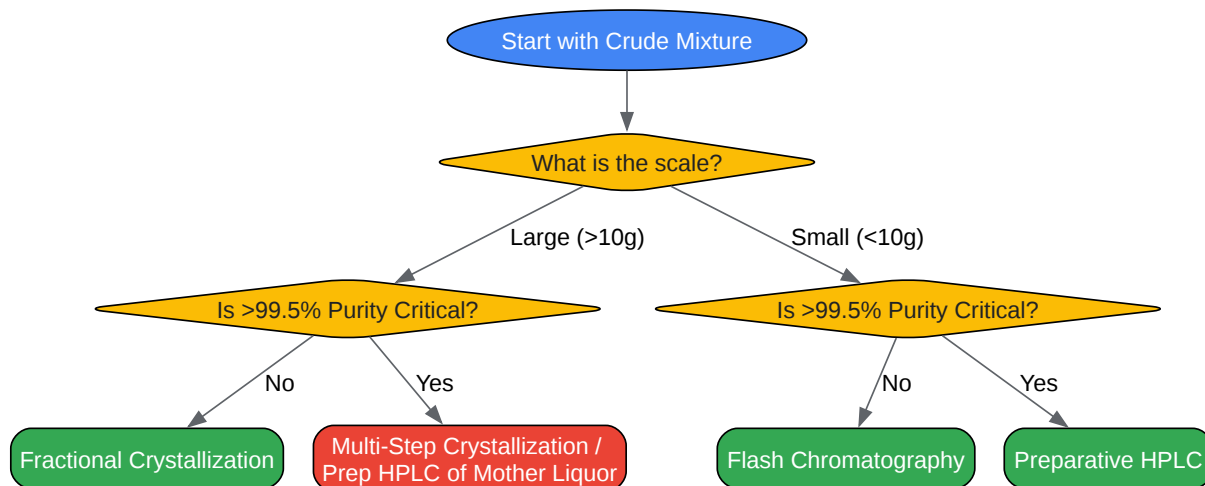 Start with Crude Mixture
What is the scale?
Large (>10g)
Small (<10g)
Is >99.5% Purity Critical?
Is >99.5% Purity Critical?
No
Yes
No
Yes
Fractional Crystallization
Multi-Step Crystallization /
Prep HPLC of Mother Liquor
Flash Chromatography
Preparative HPLC